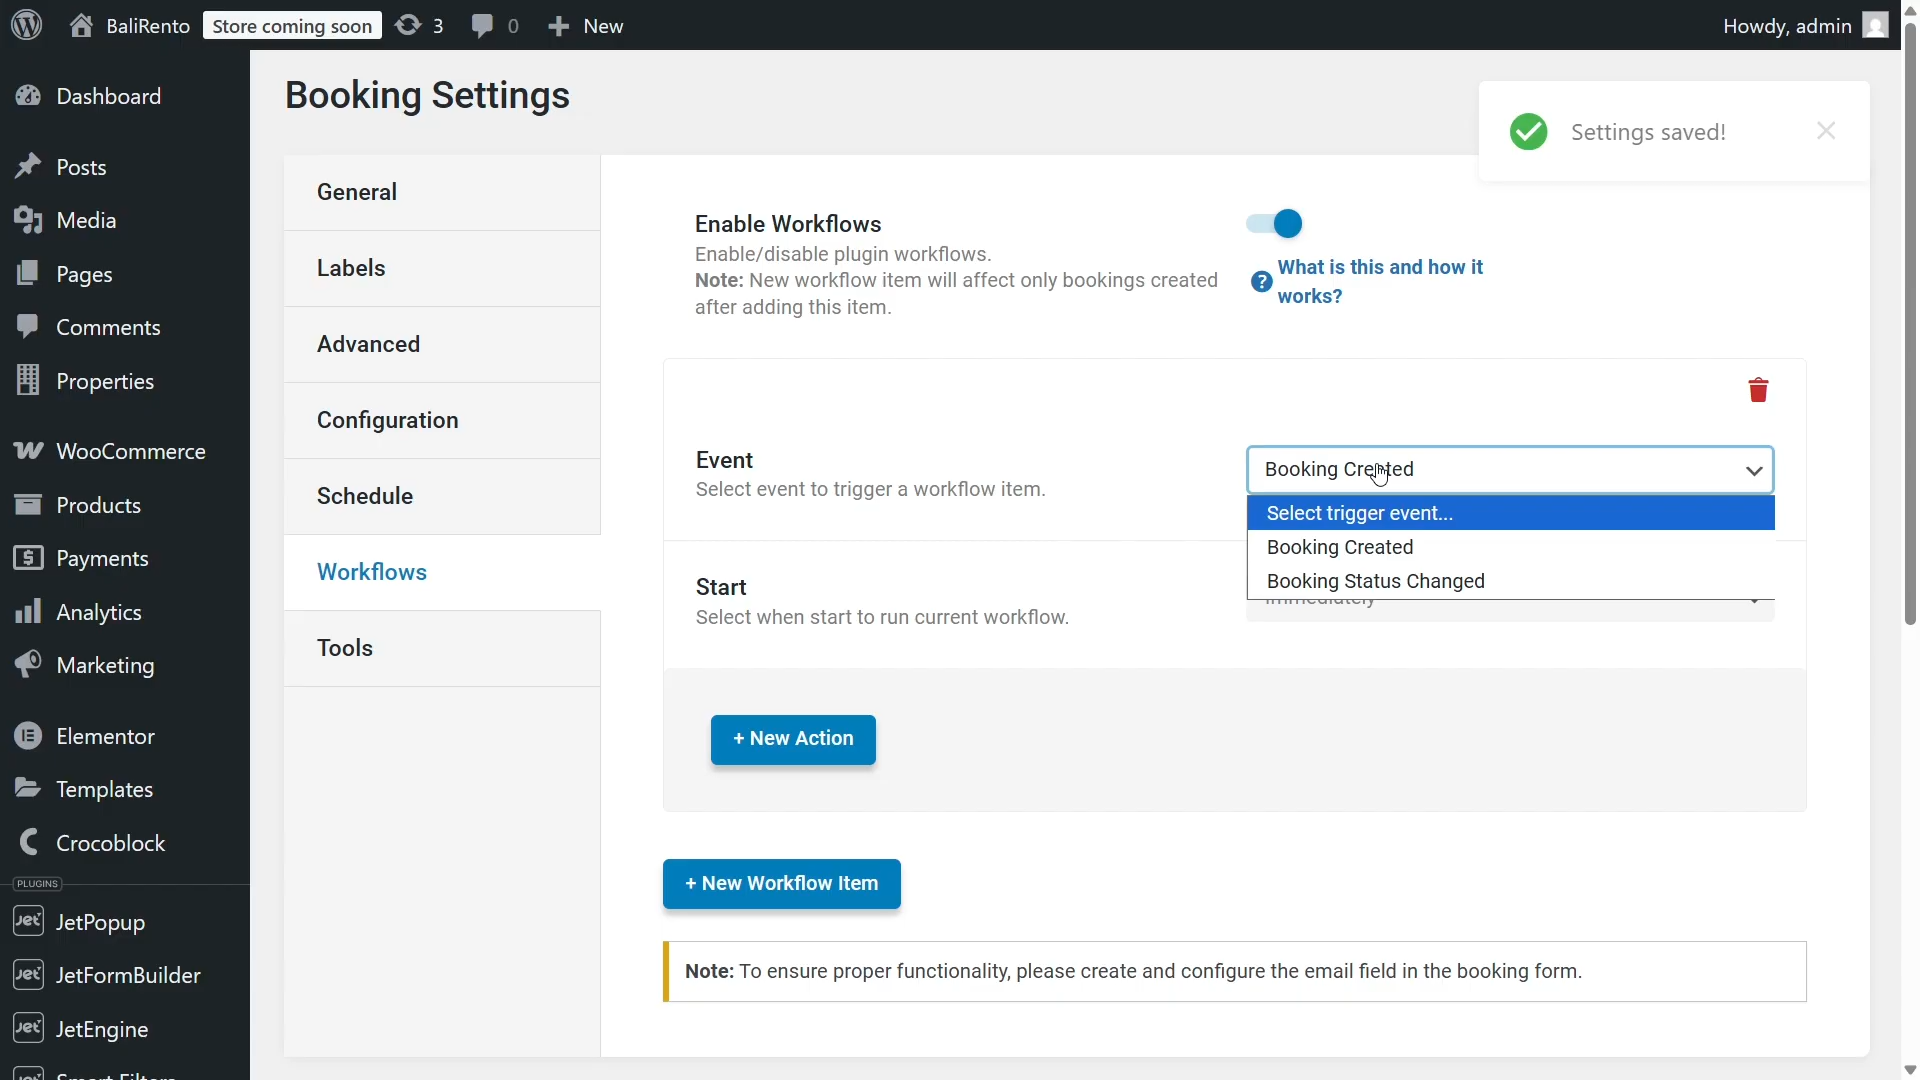 BaliRento
Store coming soon
3
0
New
Howdy, admin
Dashboard
Posts
Media
Pages
Comments
Properties
WooCommerce
Products
Payments
Analytics
Marketing
Elementor
Templates
Crocoblock
PLUGINS
Jet JetPopup
Jet JetFormBuilder
Jet JetEngine
Smart Filters
Booking Settings
Settings saved!
General
Labels
Advanced
Configuration
Schedule
Workflows
Tools
Enable Workflows
Enable/disable plugin workflows.
Note: New workflow item will affect only bookings created
after adding this item.
What is this and how it
works?
Event
Select event to trigger a workflow item.
Booking Created
Select trigger event...
Booking Created
Booking Status Changed
Immediately
Start
Select when start to run current workflow.
+ New Action
+ New Workflow Item
Note: To ensure proper functionality, please create and configure the email field in the booking form.